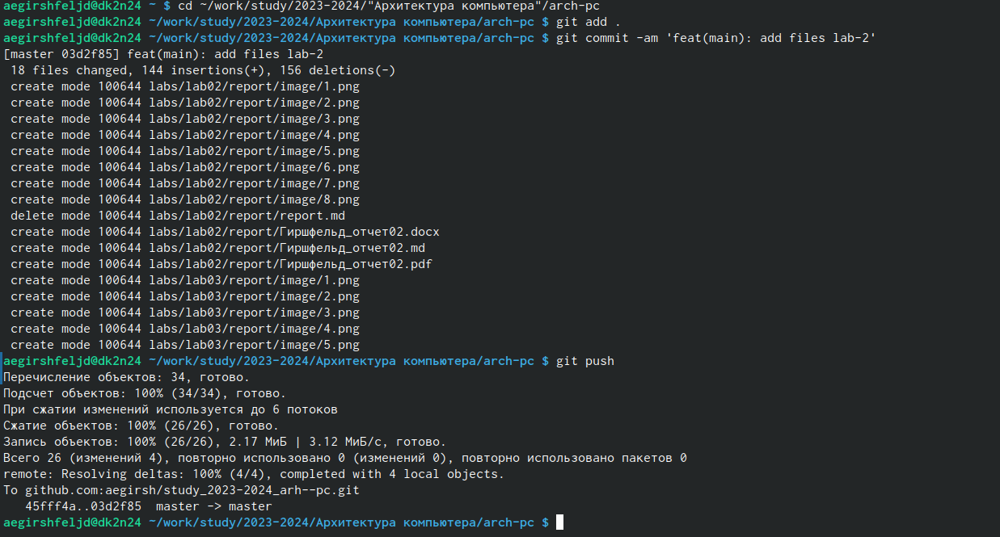 aegirshfeljd@dk2n24 ~ $ cd ~/work/study/2023-2024/"Архитектура компьютера"/arch-pc
aegirshfeljd@dk2n24 ~/work/study/2023-2024/Архитектура компьютера/arch-pc $ git add .
aegirshfeljd@dk2n24 ~/work/study/2023-2024/Архитектура компьютера/arch-pc $ git commit -am 'feat(main): add files lab-2'
[master 03d2f85] feat(main): add files lab-2
 18 files changed, 144 insertions(+), 156 deletions(-)
 create mode 100644 labs/lab02/report/image/1.png
 create mode 100644 labs/lab02/report/image/2.png
 create mode 100644 labs/lab02/report/image/3.png
 create mode 100644 labs/lab02/report/image/4.png
 create mode 100644 labs/lab02/report/image/5.png
 create mode 100644 labs/lab02/report/image/6.png
 create mode 100644 labs/lab02/report/image/7.png
 create mode 100644 labs/lab02/report/image/8.png
 delete mode 100644 labs/lab02/report/report.md
 create mode 100644 labs/lab02/report/Гиршфельд_отчет02.docx
 create mode 100644 labs/lab02/report/Гиршфельд_отчет02.md
 create mode 100644 labs/lab02/report/Гиршфельд_отчет02.pdf
 create mode 100644 labs/lab03/report/image/1.png
 create mode 100644 labs/lab03/report/image/2.png
 create mode 100644 labs/lab03/report/image/3.png
 create mode 100644 labs/lab03/report/image/4.png
 create mode 100644 labs/lab03/report/image/5.png
aegirshfeljd@dk2n24 ~/work/study/2023-2024/Архитектура компьютера/arch-pc $ git push
Перечисление объектов: 34, готово.
Подсчет объектов: 100% (34/34), готово.
При сжатии изменений используется до 6 потоков
Сжатие объектов: 100% (26/26), готово.
Запись объектов: 100% (26/26), 2.17 МиБ | 3.12 МиБ/с, готово.
Всего 26 (изменений 4), повторно использовано 0 (изменений 0), повторно использовано пакетов 0
remote: Resolving deltas: 100% (4/4), completed with 4 local objects.
To github.com:aegirsh/study_2023-2024_arh--pc.git
   45fff4a..03d2f85  master -> master
aegirshfeljd@dk2n24 ~/work/study/2023-2024/Архитектура компьютера/arch-pc $